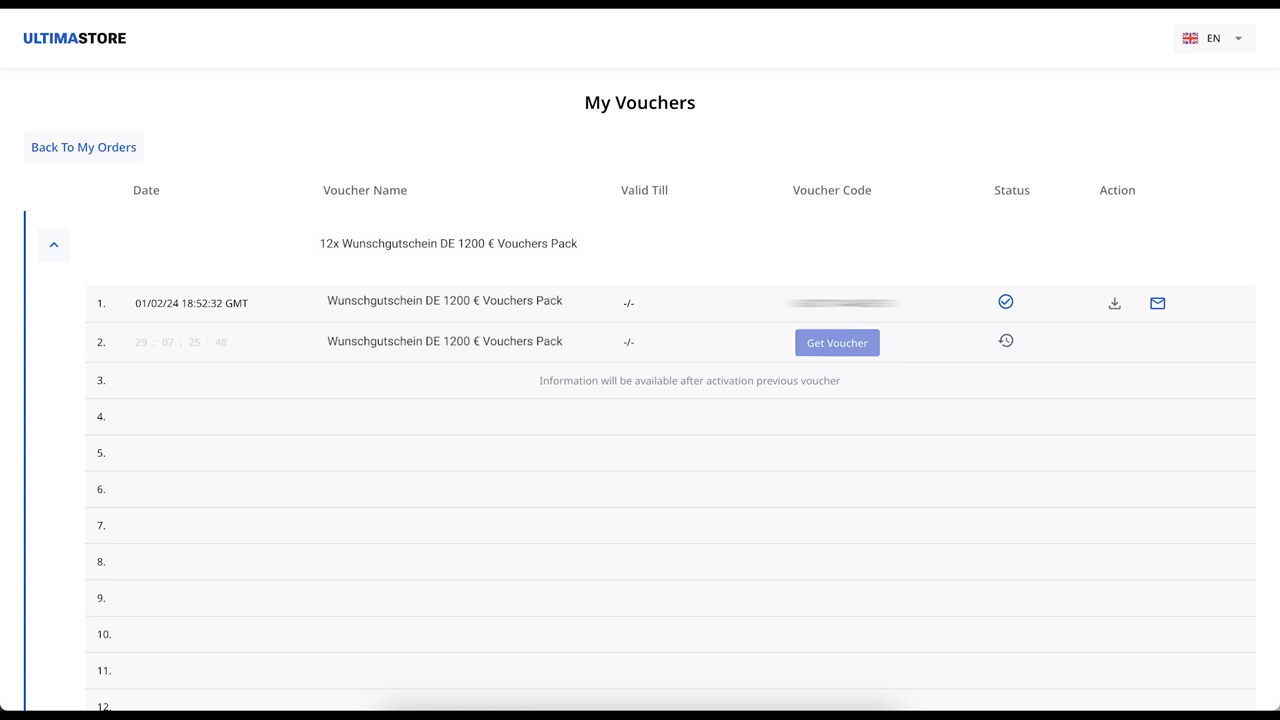 ULTIMASTORE
EN
My Vouchers
Back To My Orders
Date Voucher Name Valid Till Voucher Code Status Action
12x Wunschgutschein DE 1200 € Vouchers Pack
1. 01/02/24 18:52:32 GMT Wunschgutschein DE 1200 € Vouchers Pack -/-
2. 29 : 07 : 25 : 48 Wunschgutschein DE 1200 € Vouchers Pack -/- Get Voucher
3. Information will be available after activation previous voucher
4.
5.
6.
7.
8.
9.
10.
11.
12.